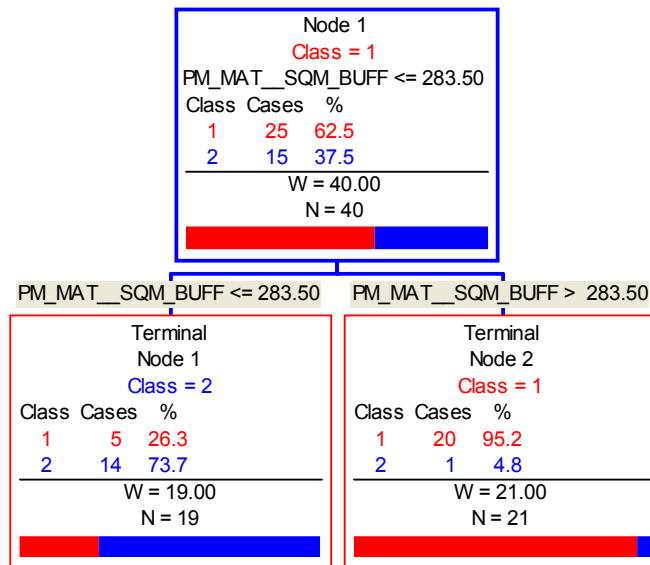 Node 1
Class = 1
PM_MAT__SQM_BUFF <= 283.50
Class Cases %
1 25 62.5
2 15 37.5
W = 40.00
N = 40
PM_MAT__SQM_BUFF <= 283.50
PM_MAT__SQM_BUFF > 283.50
Terminal
Node 1
Class = 2
Class Cases %
1 5 26.3
2 14 73.7
W = 19.00
N = 19
Terminal
Node 2
Class = 1
Class Cases %
1 20 95.2
2 1 4.8
W = 21.00
N = 21